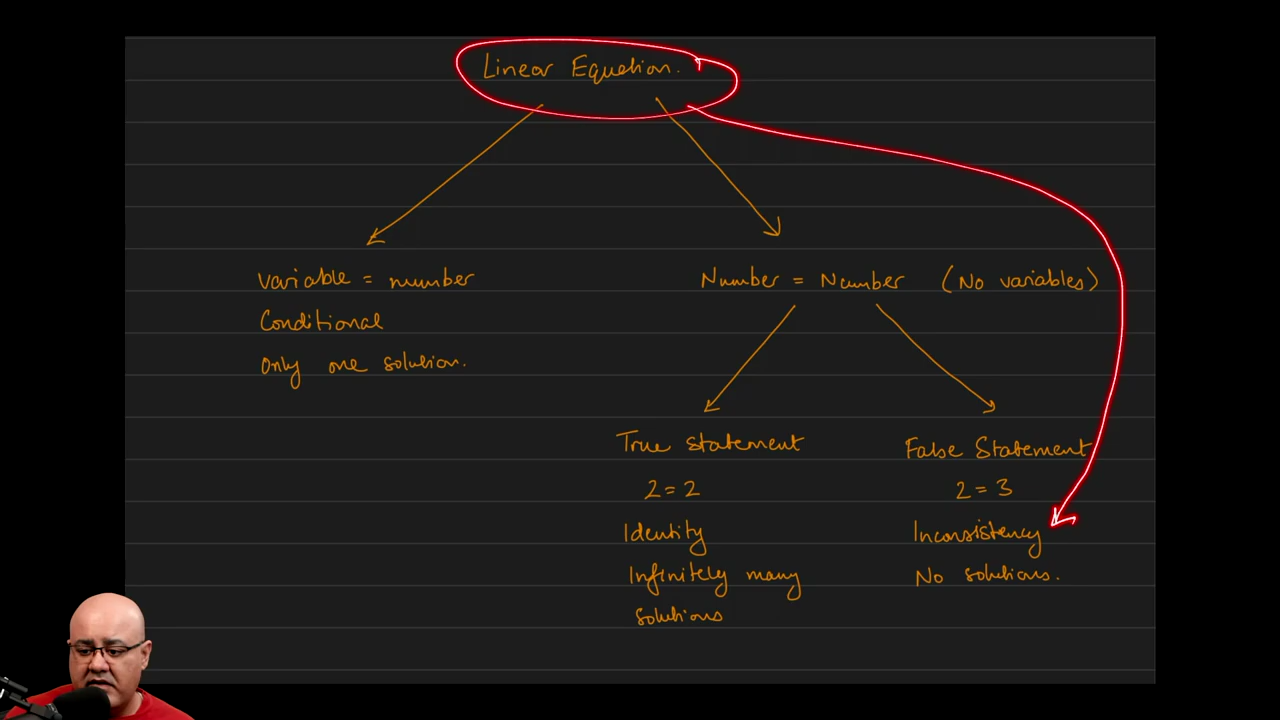 Linear Equation.
variable = number
Conditional
Only one solution.
Number = Number (No variables)
True statement
2 = 2
Identity
Infinitely many
solutions
False Statement
2 = 3
Inconsistency
No solutions.